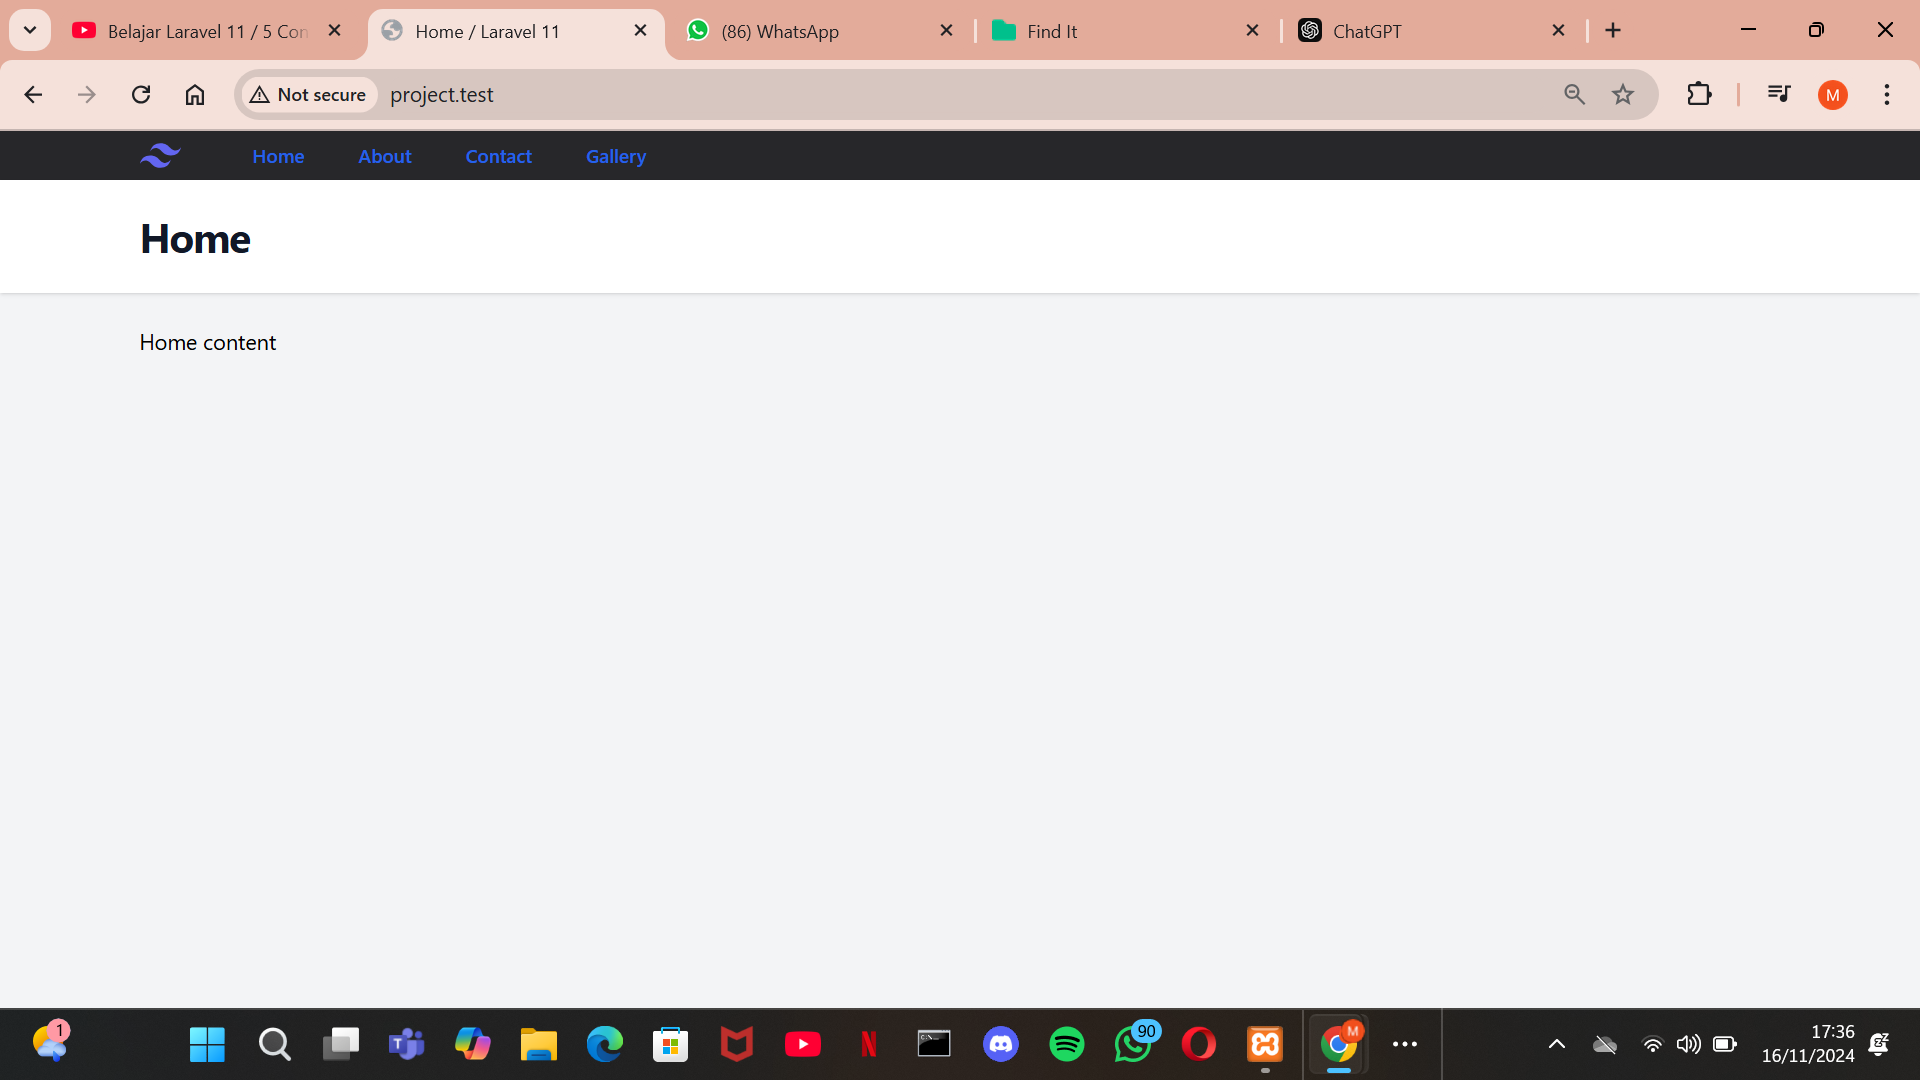 Belajar Laravel 11 / 5 Con
Home / Laravel 11
(86) WhatsApp
Find It
ChatGPT
Not secure
project.test
M
Home
About
Contact
Gallery
Home
Home content
1
T
C:\
N
90
M
17:36
16/11/2024